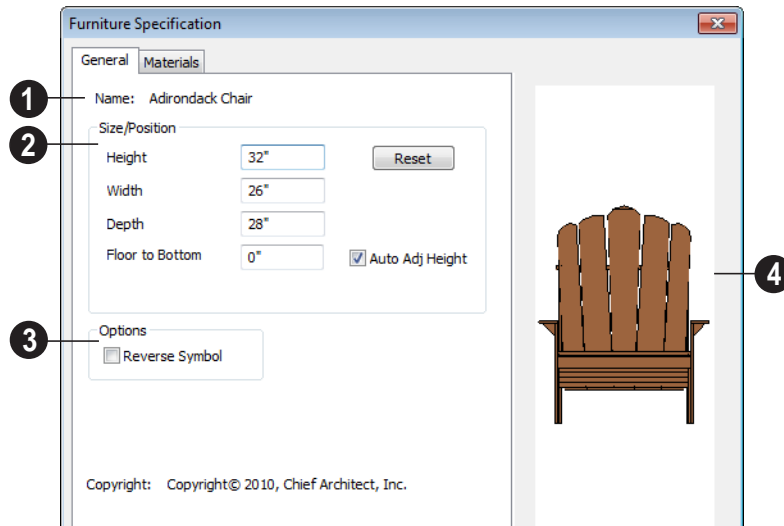 Furniture Specification
General Materials
1 Name: Adirondack Chair
2 Size/Position
Height 32" Reset
Width 26"
Depth 28"
Floor to Bottom 0" Auto Adj Height
4
3 Options
Reverse Symbol
Copyright: Copyright© 2010, Chief Architect, Inc.